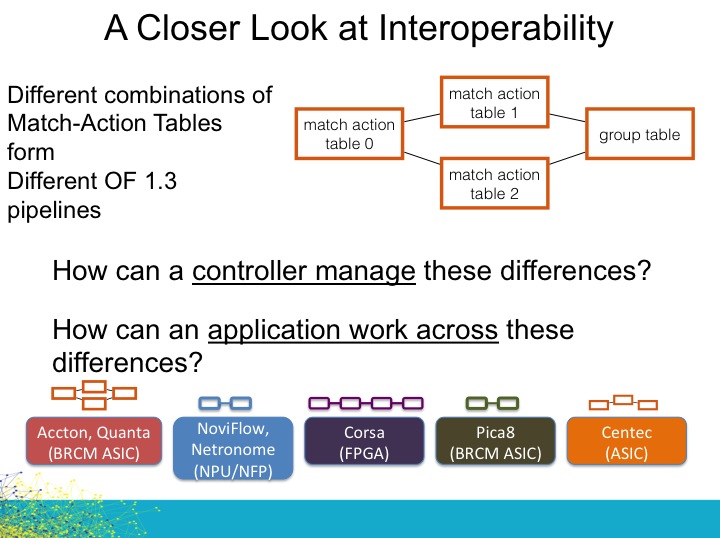 A Closer Look at Interoperability
Different combinations of
Match-Action Tables
form
Different OF 1.3
pipelines
match action
table 0
match action
table 1
match action
table 2
group table
How can a controller manage these differences?
How can an application work across these
differences?
Accton, Quanta
(BRCM ASIC)
NoviFlow,
Netronome
(NPU/NFP)
Corsa
(FPGA)
Pica8
(BRCM ASIC)
Centec
(ASIC)